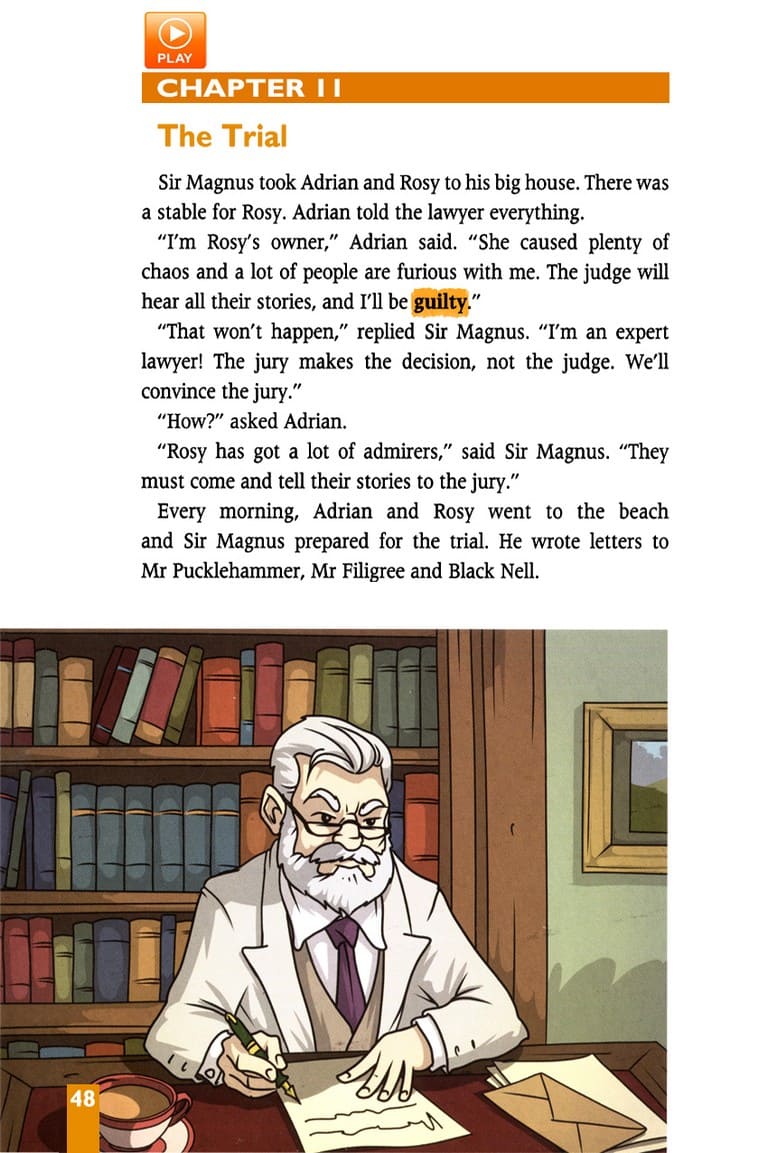 PLAY
CHAPTER 11
The Trial
Sir Magnus took Adrian and Rosy to his big house. There was
a stable for Rosy. Adrian told the lawyer everything.
“I’m Rosy’s owner,” Adrian said. “She caused plenty of
chaos and a lot of people are furious with me. The judge will
hear all their stories, and I’ll be guilty.”
“That won’t happen,” replied Sir Magnus. “I’m an expert
lawyer! The jury makes the decision, not the judge. We’ll
convince the jury.”
“How?” asked Adrian.
“Rosy has got a lot of admirers,” said Sir Magnus. “They
must come and tell their stories to the jury.”
Every morning, Adrian and Rosy went to the beach
and Sir Magnus prepared for the trial. He wrote letters to
Mr Pucklehammer, Mr Filigree and Black Nell.
48